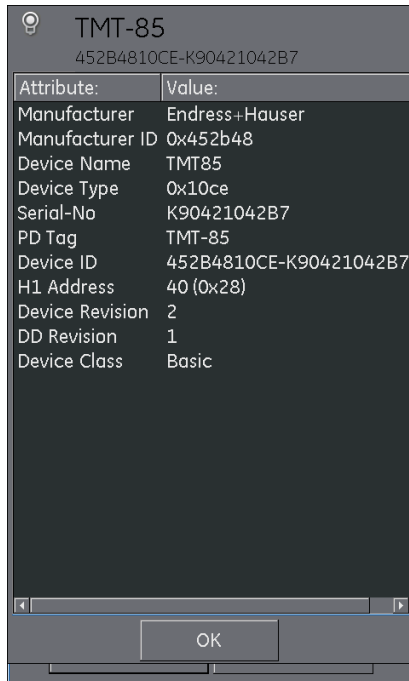 TMT-85
452B4810CE-K90421042B7
Attribute: Value:
Manufacturer Endress+Hauser
Manufacturer ID 0x452b48
Device Name TMT85
Device Type 0x10ce
Serial-No K90421042B7
PD Tag TMT-85
Device ID 452B4810CE-K90421042B7
H1 Address 40 (0x28)
Device Revision 2
DD Revision 1
Device Class Basic
OK